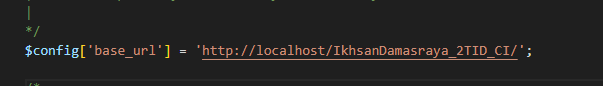 |
*/
$config['base_url'] = 'http://localhost/IkhsanDamasraya_2TID_CI/';
/*